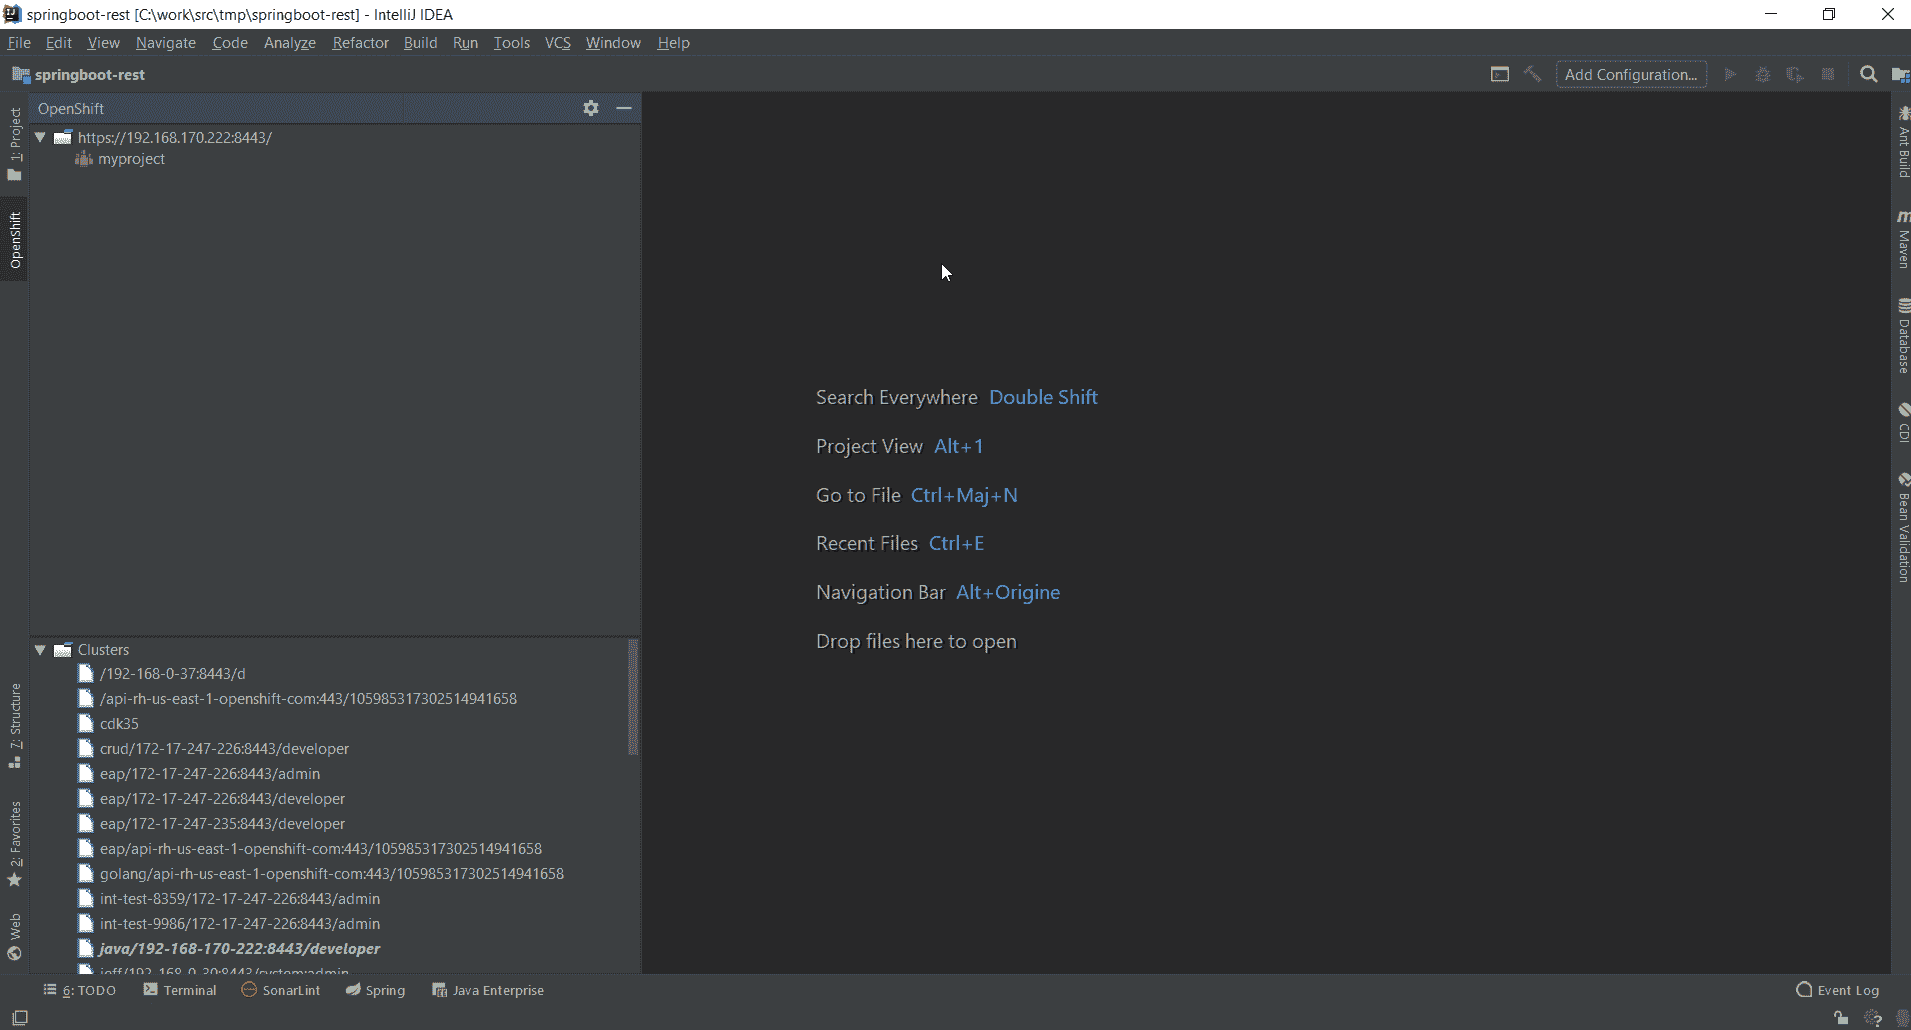 springboot-rest [C:\work\src\tmp\springboot-rest] - IntelliJ IDEA
File Edit View Navigate Code Analyze Refactor Build Run Tools VCS Window Help
springboot-rest
Add Configuration...
OpenShift
https://192.168.170.222:8443/
myproject
1: Project
OpenShift
7: Structure
2: Favorites
Web
Search Everywhere Double Shift
Project View Alt+1
Go to File Ctrl+Maj+N
Recent Files Ctrl+E
Navigation Bar Alt+Origine
Drop files here to open
Ant Build
Maven
Database
CDI
Bean Validation
Clusters
/192-168-0-37:8443/d
/api-rh-us-east-1-openshift-com:443/105985317302514941658
cdk35
crud/172-17-247-226:8443/developer
eap/172-17-247-226:8443/admin
eap/172-17-247-226:8443/developer
eap/172-17-247-235:8443/developer
eap/api-rh-us-east-1-openshift-com:443/105985317302514941658
golang/api-rh-us-east-1-openshift-com:443/105985317302514941658
int-test-8359/172-17-247-226:8443/admin
int-test-9986/172-17-247-226:8443/admin
java/192-168-170-222:8443/developer
jeff/192-168-0-30:8443/system:admin
6: TODO Terminal SonarLint Spring Java Enterprise Event Log